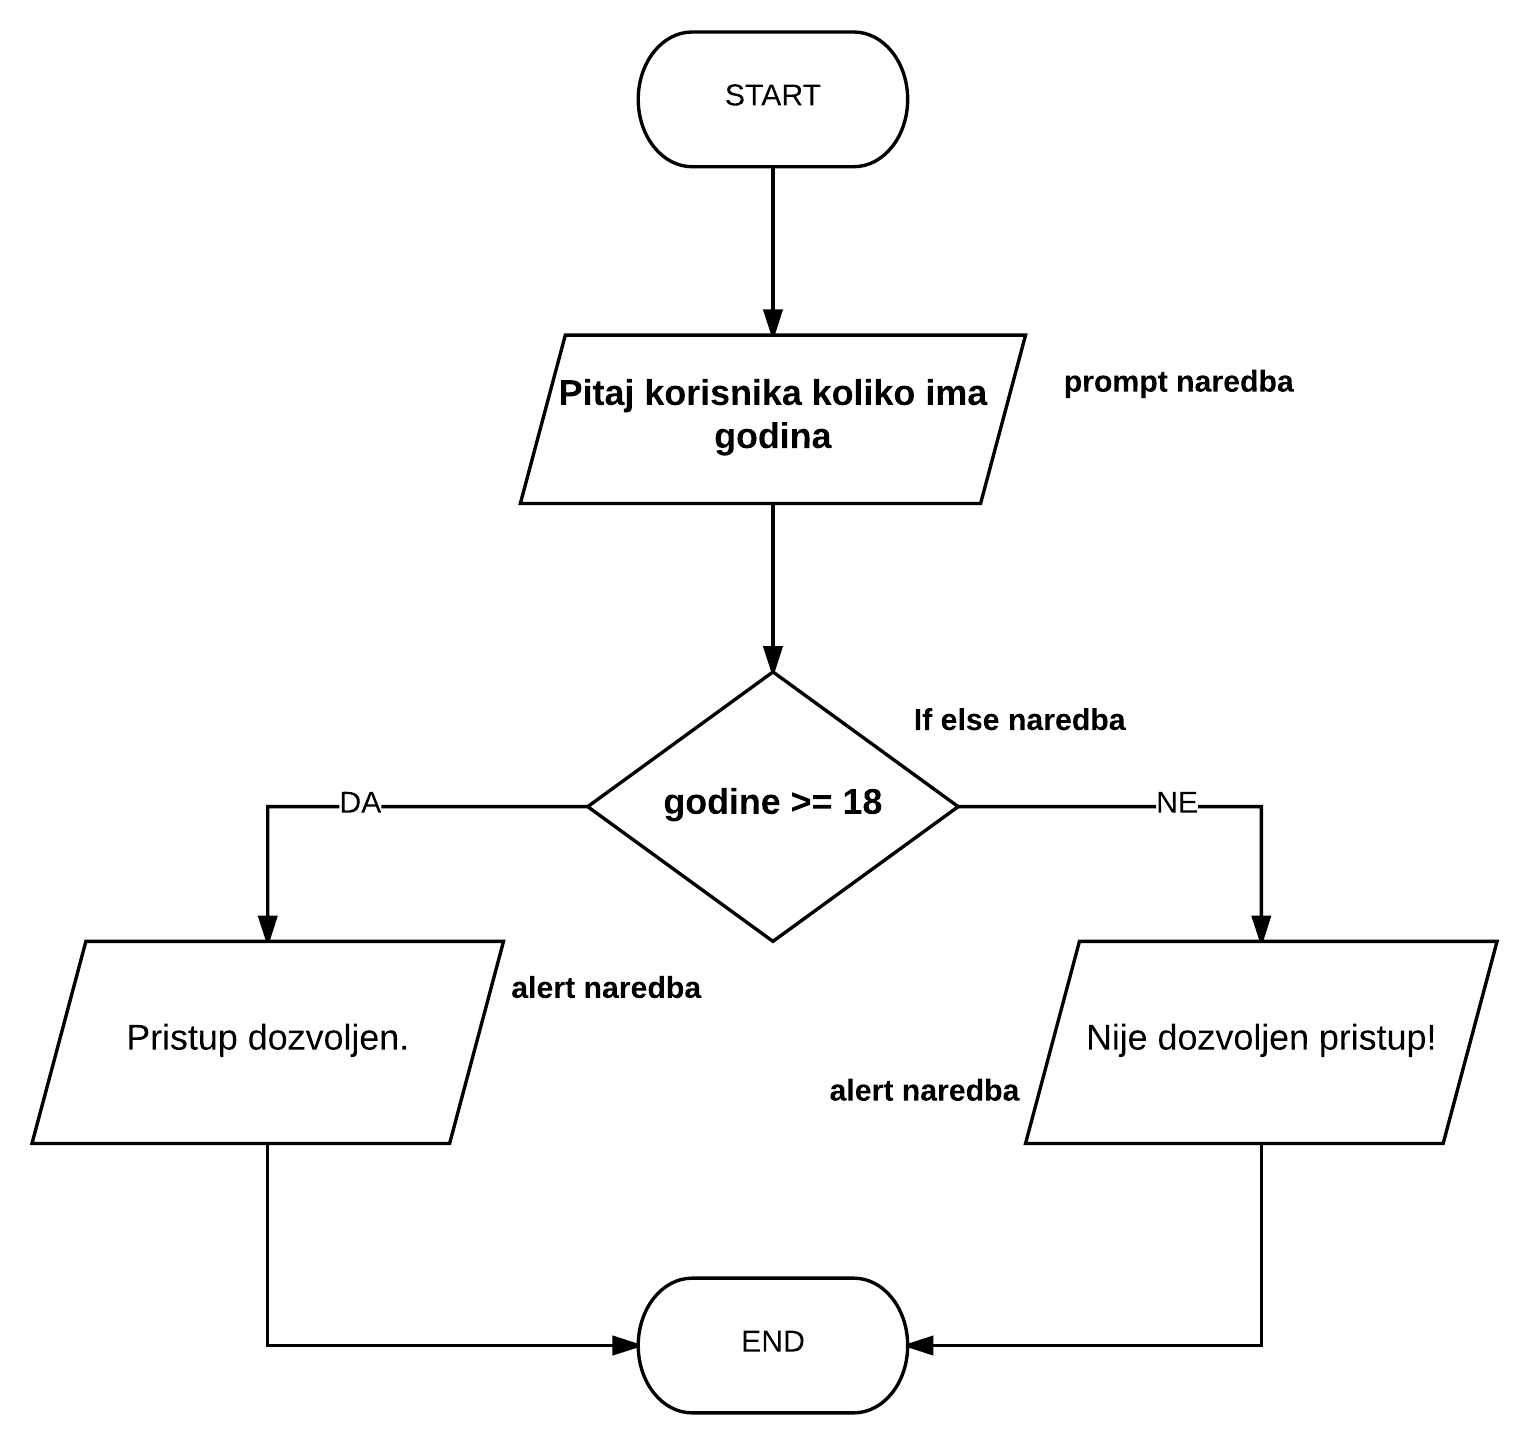 START
Pitaj korisnika koliko ima
godina
prompt naredba
If else naredba
godine >= 18
DA
NE
alert naredba
Pristup dozvoljen.
Nije dozvoljen pristup!
alert naredba
END